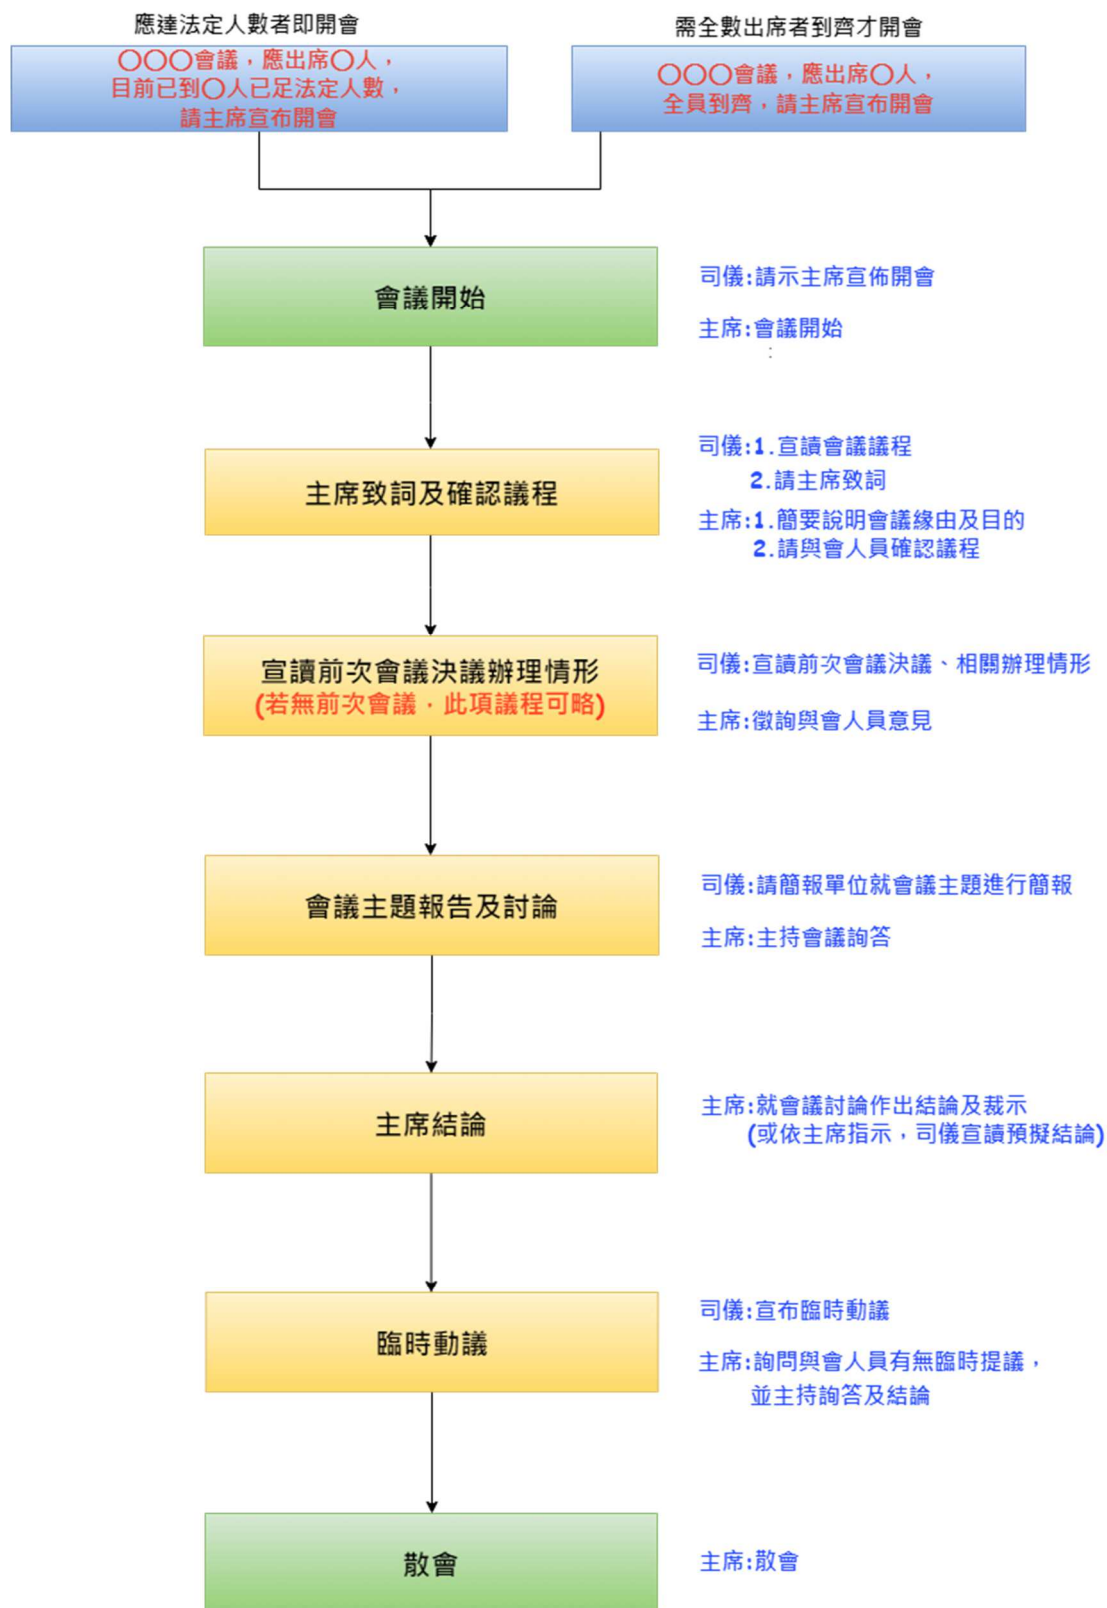 應達法定人數者即開會
〇〇〇會議，應出席〇人，
目前已到〇人已足法定人數，
請主席宣布開會
需全數出席者到齊才開會
〇〇〇會議，應出席〇人，
全員到齊，請主席宣布開會
會議開始
司儀:請示主席宣佈開會
主席:會議開始
:
主席致詞及確認議程
司儀:1.宣讀會議議程
2.請主席致詞
主席:1.簡要說明會議緣由及目的
2.請與會人員確認議程
宣讀前次會議決議辦理情形
(若無前次會議，此項議程可略)
司儀:宣讀前次會議決議、相關辦理情形
主席:徵詢與會人員意見
會議主題報告及討論
司儀:請簡報單位就會議主題進行簡報
主席:主持會議詢答
主席結論
主席:就會議討論作出結論及裁示
(或依主席指示，司儀宣讀預擬結論)
臨時動議
司儀:宣布臨時動議
主席:詢問與會人員有無臨時提議，
並主持詢答及結論
散會
主席:散會